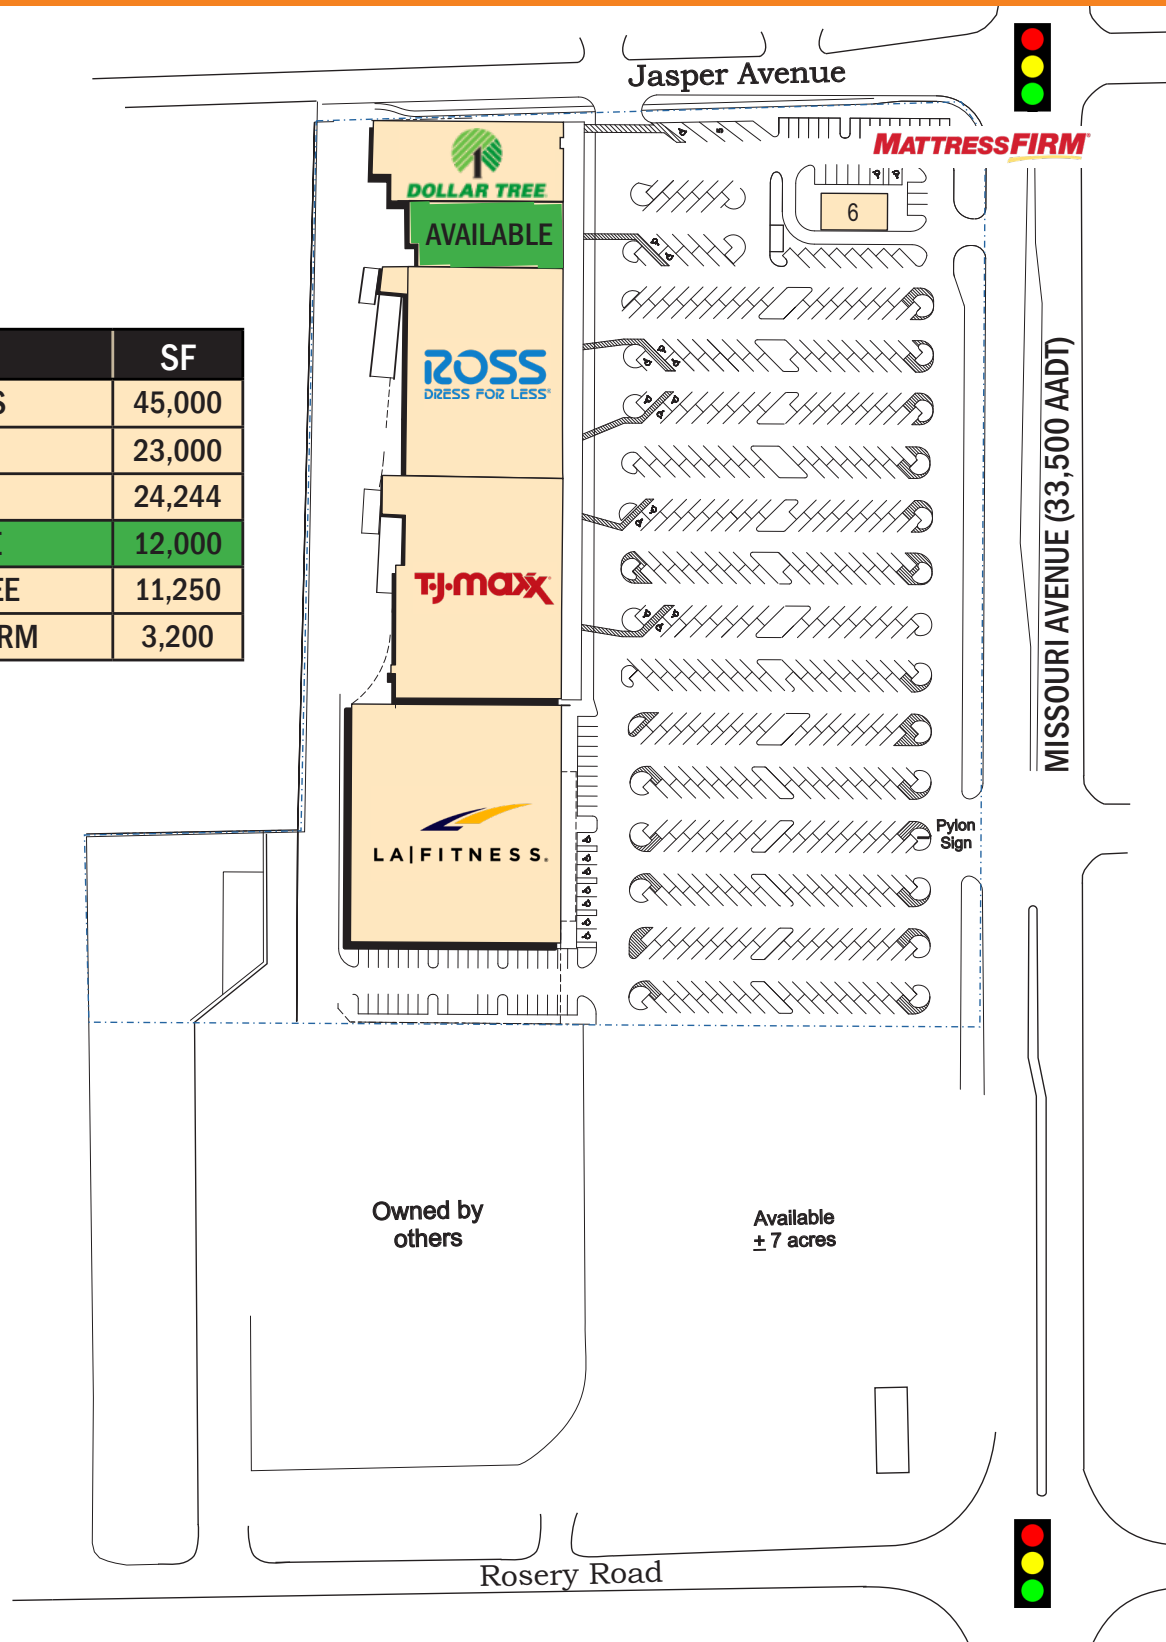 Jasper Avenue
MATTRESSFIRM®
DOLLAR TREE
6
AVAILABLE
SF
S 45,000
23,000
24,244
E 12,000
EE 11,250
RM 3,200
ROSS
DRESS FOR LESS®
T·J·maxx
MISSOURI AVENUE (33,500 AADT)
LA|FITNESS.
Pylon
Sign
Owned by
others
Available
± 7 acres
Rosery Road